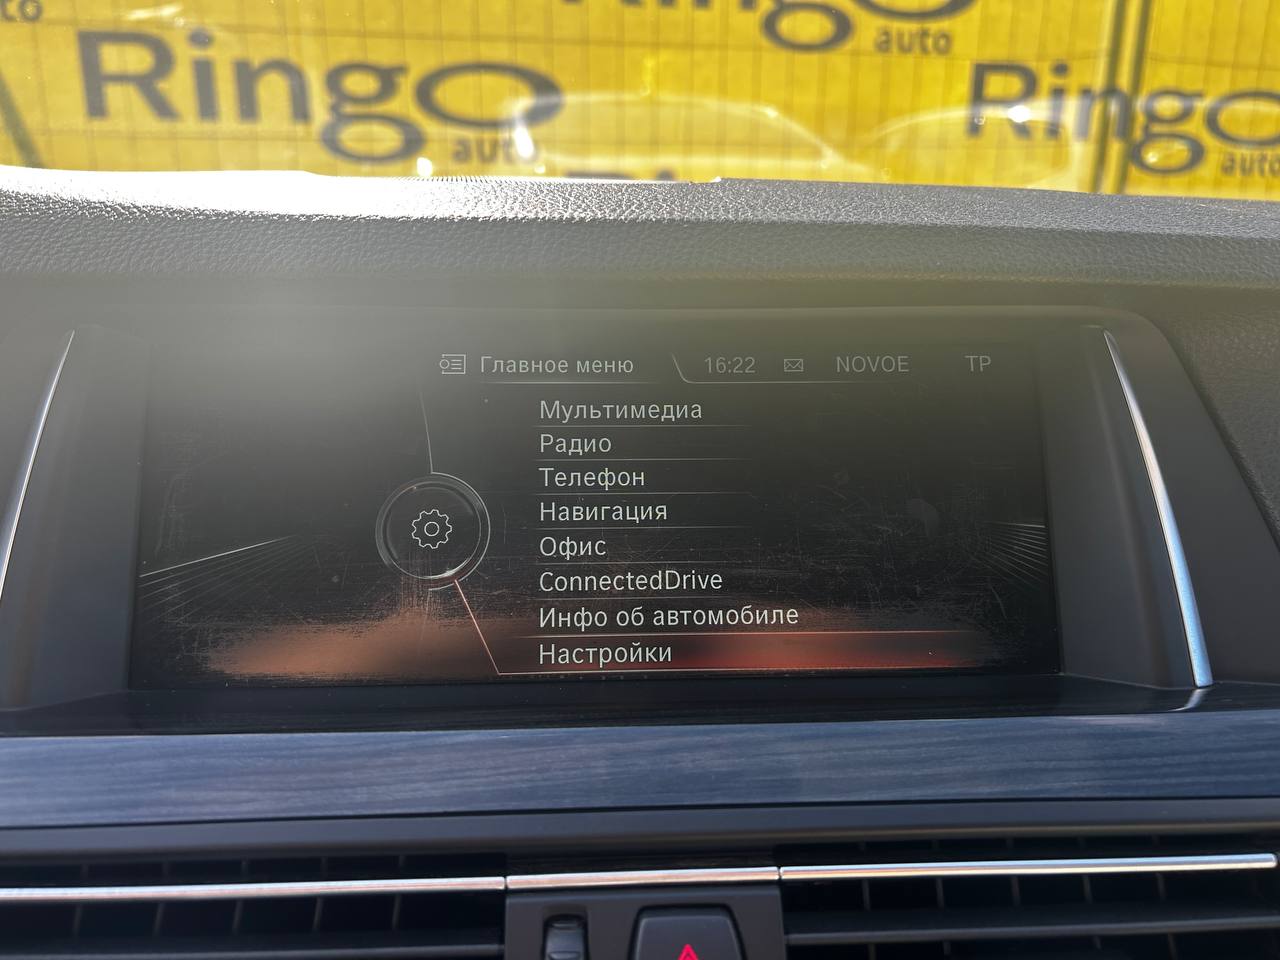 to
Ringo
auto
Ringo
auto
Ringo
auto
Главное меню 16:22 NOVOE TP
Мультимедиа
Радио
Телефон
Навигация
Офис
ConnectedDrive
Инфо об автомобиле
Настройки